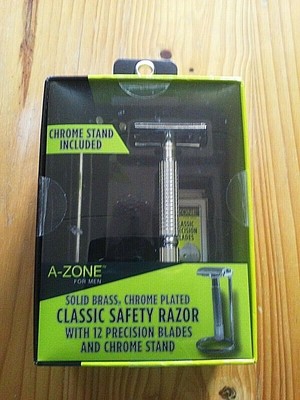 CHROME STAND
INCLUDED
A-ZONE™
FOR MEN
SOLID BRASS, CHROME PLATED
CLASSIC SAFETY RAZOR
WITH 12 PRECISION BLADES
AND CHROME STAND